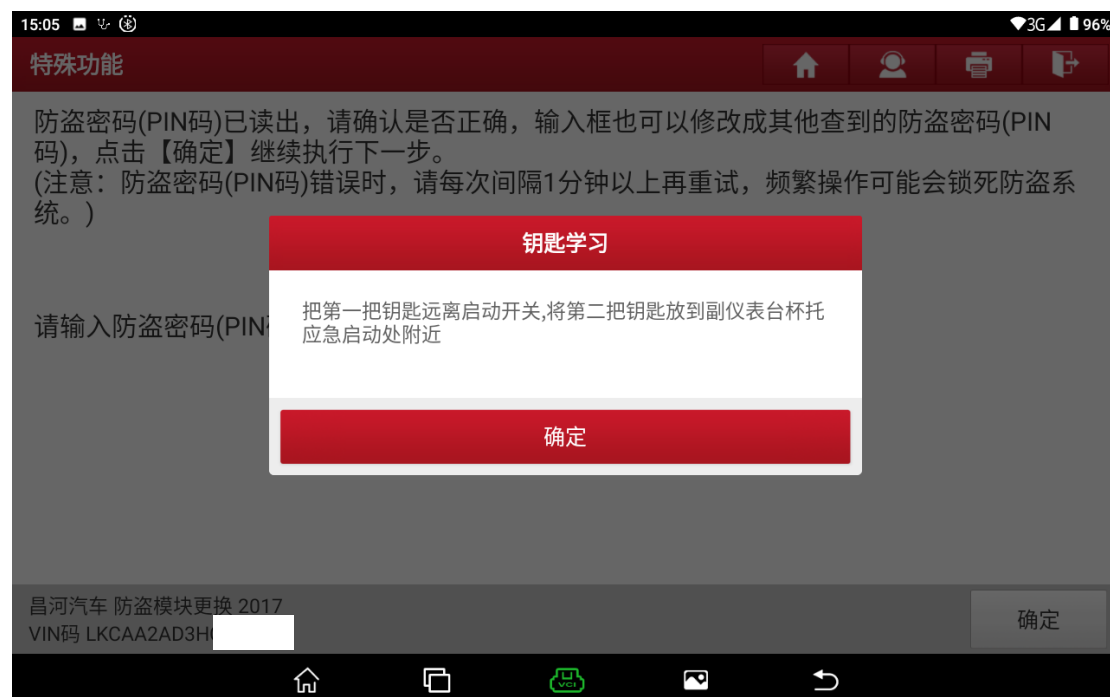 15:05
3G
96%
特殊功能
防盗密码(PIN码)已读出，请确认是否正确，输入框也可以修改成其他查到的防盗密码(PIN
码)，点击【确定】继续执行下一步。
(注意：防盗密码(PIN码)错误时，请每次间隔1分钟以上再重试，频繁操作可能会锁死防盗系
统。)
钥匙学习
请输入防盗密码(PIN
把第一把钥匙远离启动开关,将第二把钥匙放到副仪表台杯托
应急启动处附近
确定
昌河汽车 防盗模块更换 2017
VIN码 LKCAA2AD3H
确定
VCI